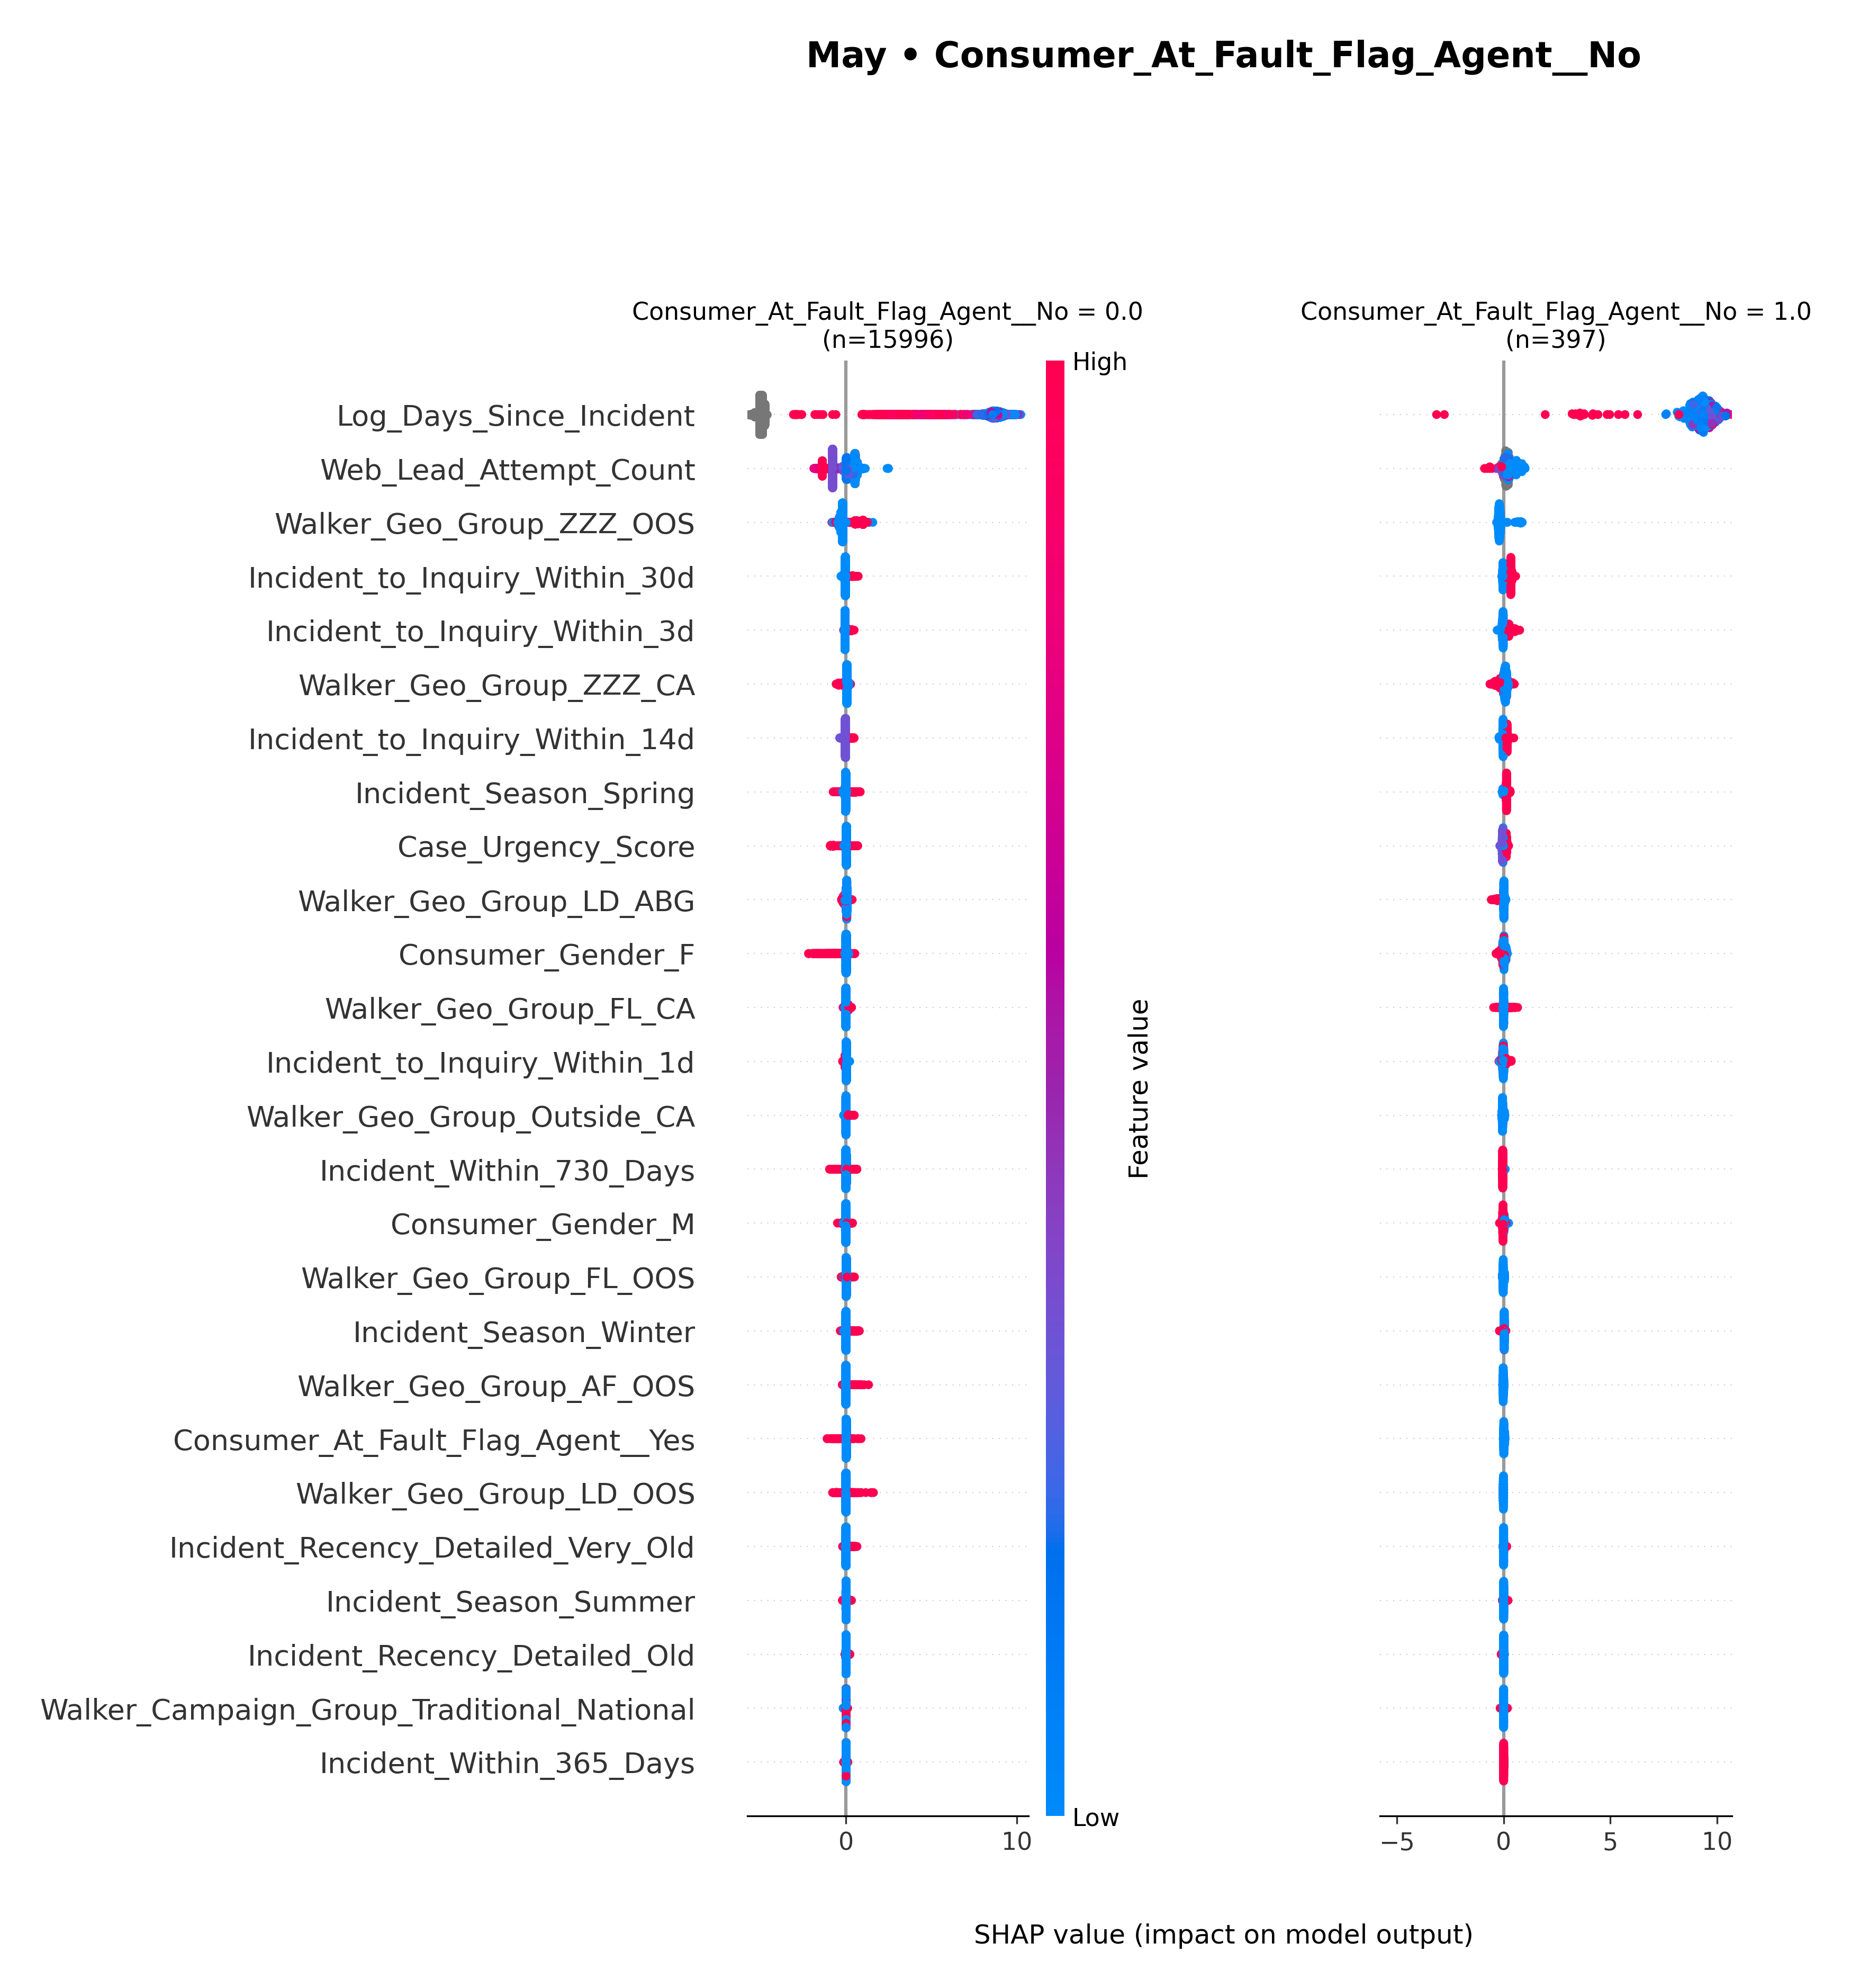 May • Consumer_At_Fault_Flag_Agent__No
Consumer_At_Fault_Flag_Agent__No = 0.0
(n=15996)
Consumer_At_Fault_Flag_Agent__No = 1.0
(n=397)
High
Log_Days_Since_Incident
Web_Lead_Attempt_Count
Walker_Geo_Group_ZZZ_OOS
Incident_to_Inquiry_Within_30d
Incident_to_Inquiry_Within_3d
Walker_Geo_Group_ZZZ_CA
Incident_to_Inquiry_Within_14d
Incident_Season_Spring
Case_Urgency_Score
Walker_Geo_Group_LD_ABG
Consumer_Gender_F
Walker_Geo_Group_FL_CA
Incident_to_Inquiry_Within_1d
Walker_Geo_Group_Outside_CA
Incident_Within_730_Days
Consumer_Gender_M
Walker_Geo_Group_FL_OOS
Incident_Season_Winter
Walker_Geo_Group_AF_OOS
Consumer_At_Fault_Flag_Agent__Yes
Walker_Geo_Group_LD_OOS
Incident_Recency_Detailed_Very_Old
Incident_Season_Summer
Incident_Recency_Detailed_Old
Walker_Campaign_Group_Traditional_National
Incident_Within_365_Days
Feature value
Low
0 10
−5 0 5 10
SHAP value (impact on model output)